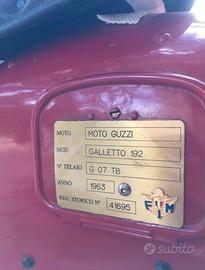 MOTO MOTO GUZZI
MOD. GALLETTO 192
N° TELAIO G 07 TB
ANNO 1963
REG. STORICO N° 41695
FMI
subito